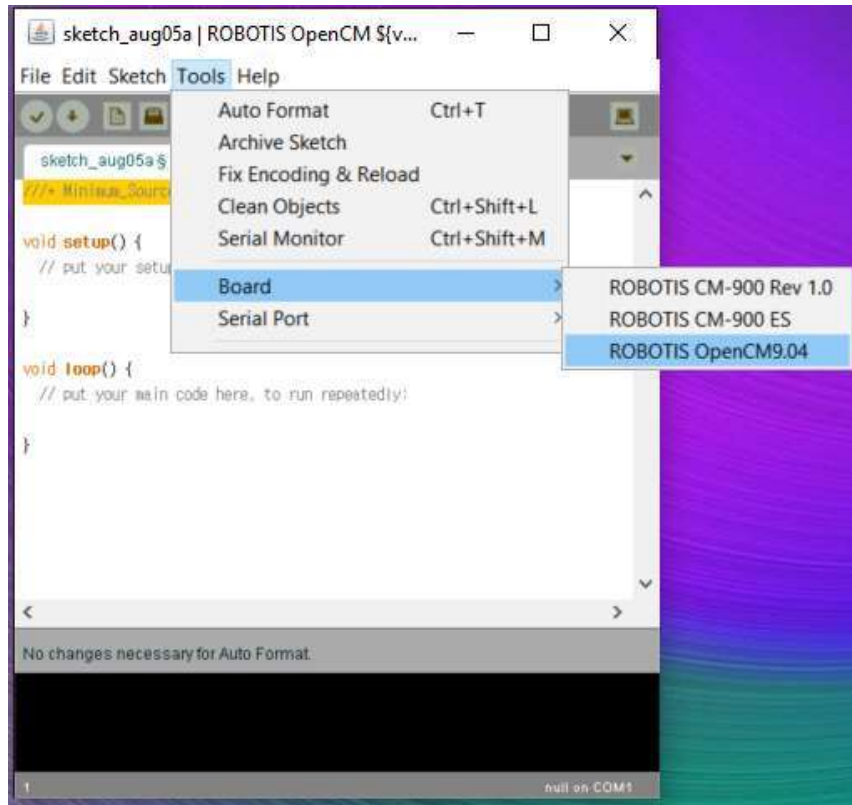 sketch_aug05a | ROBOTIS OpenCM ${v...
File Edit Sketch Tools Help
Auto Format Ctrl+T
Archive Sketch
Fix Encoding & Reload
Clean Objects Ctrl+Shift+L
Serial Monitor Ctrl+Shift+M
Board
Serial Port
ROBOTIS CM-900 Rev 1.0
ROBOTIS CM-900 ES
ROBOTIS OpenCM9.04
sketch_aug05a §
///* Minimum_Sourc
void setup() {
// put your setu
}
void loop() {
// put your main code here, to run repeatedly:
}
No changes necessary for Auto Format.
1 null on COM1